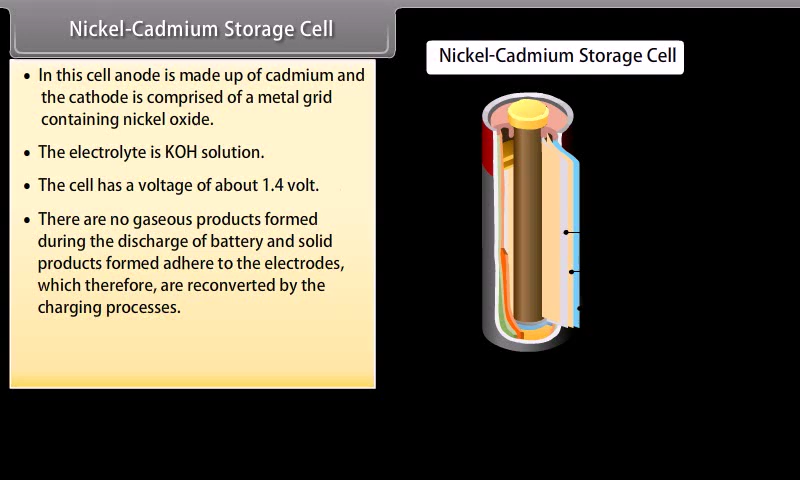 Nickel-Cadmium Storage Cell
• In this cell anode is made up of cadmium and
the cathode is comprised of a metal grid
containing nickel oxide.
• The electrolyte is KOH solution.
• The cell has a voltage of about 1.4 volt.
• There are no gaseous products formed
during the discharge of battery and solid
products formed adhere to the electrodes,
which therefore, are reconverted by the
charging processes.
Nickel-Cadmium Storage Cell